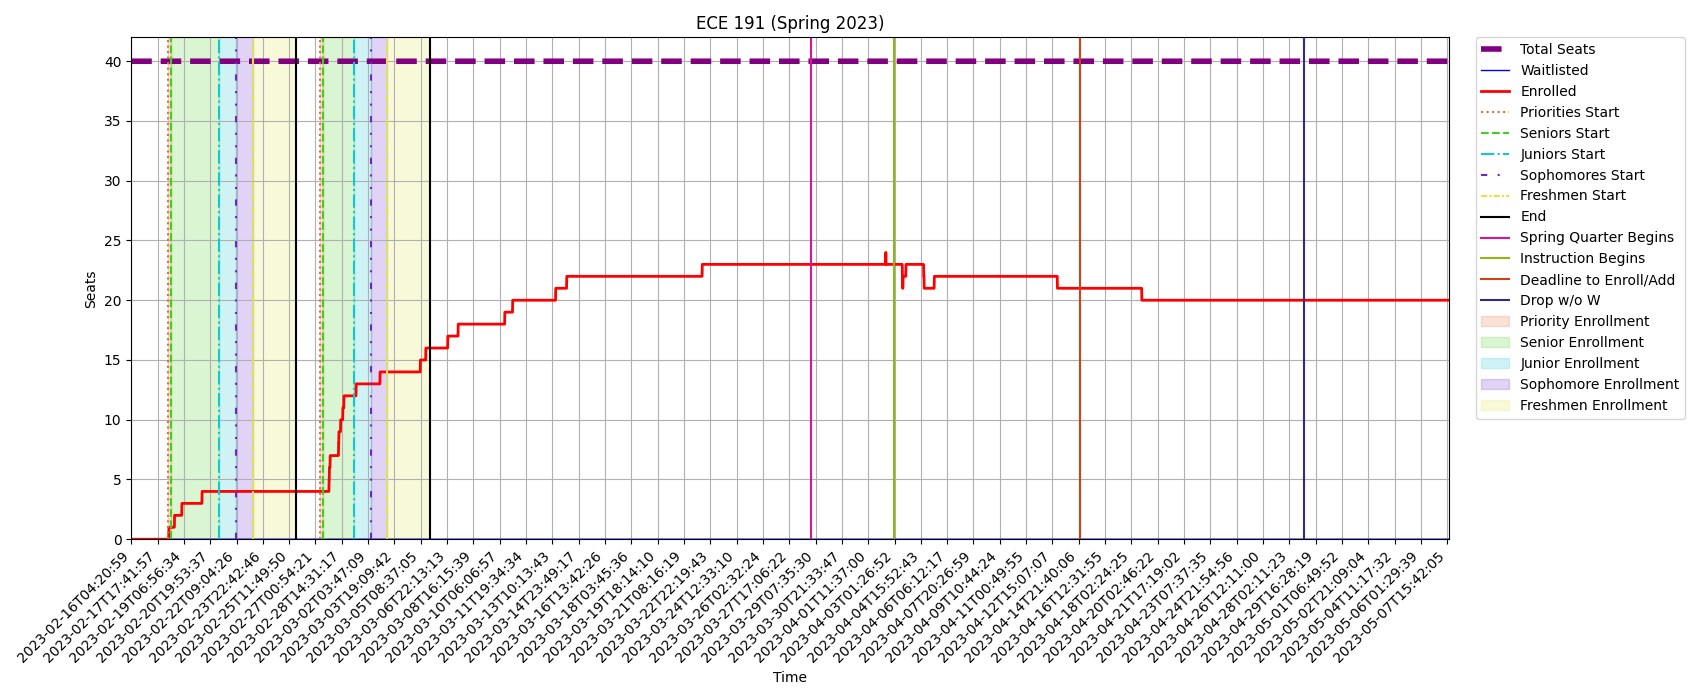 ECE 191 (Spring 2023)
Seats
40
35
30
25
20
15
10
5
0
2023-02-16T04:20:59
2023-02-17T17:41:57
2023-02-19T06:56:34
2023-02-20T19:53:37
2023-02-22T09:04:26
2023-02-23T22:42:46
2023-02-25T11:49:50
2023-02-27T00:54:21
2023-02-28T14:31:17
2023-03-02T03:47:09
2023-03-03T19:09:42
2023-03-05T08:37:05
2023-03-06T22:13:13
2023-03-08T16:15:39
2023-03-10T06:06:57
2023-03-11T19:34:34
2023-03-13T10:13:43
2023-03-14T23:49:17
2023-03-16T13:42:26
2023-03-18T03:45:36
2023-03-19T18:14:10
2023-03-21T08:16:19
2023-03-22T22:19:43
2023-03-24T12:33:10
2023-03-26T02:32:24
2023-03-27T17:06:22
2023-03-29T07:35:30
2023-03-30T21:33:47
2023-04-01T11:37:00
2023-04-03T01:26:52
2023-04-04T15:52:43
2023-04-06T06:12:17
2023-04-07T20:26:59
2023-04-09T10:44:24
2023-04-11T00:49:55
2023-04-12T15:07:07
2023-04-14T21:40:06
2023-04-16T12:31:55
2023-04-18T02:24:25
2023-04-20T02:46:22
2023-04-21T17:19:02
2023-04-23T07:37:35
2023-04-24T21:54:56
2023-04-26T12:11:00
2023-04-28T02:11:23
2023-04-29T16:28:19
2023-05-01T06:49:52
2023-05-02T21:09:04
2023-05-04T11:17:32
2023-05-06T01:29:39
2023-05-07T15:42:05
Time
Total Seats
Waitlisted
Enrolled
Priorities Start
Seniors Start
Juniors Start
Sophomores Start
Freshmen Start
End
Spring Quarter Begins
Instruction Begins
Deadline to Enroll/Add
Drop w/o W
Priority Enrollment
Senior Enrollment
Junior Enrollment
Sophomore Enrollment
Freshmen Enrollment